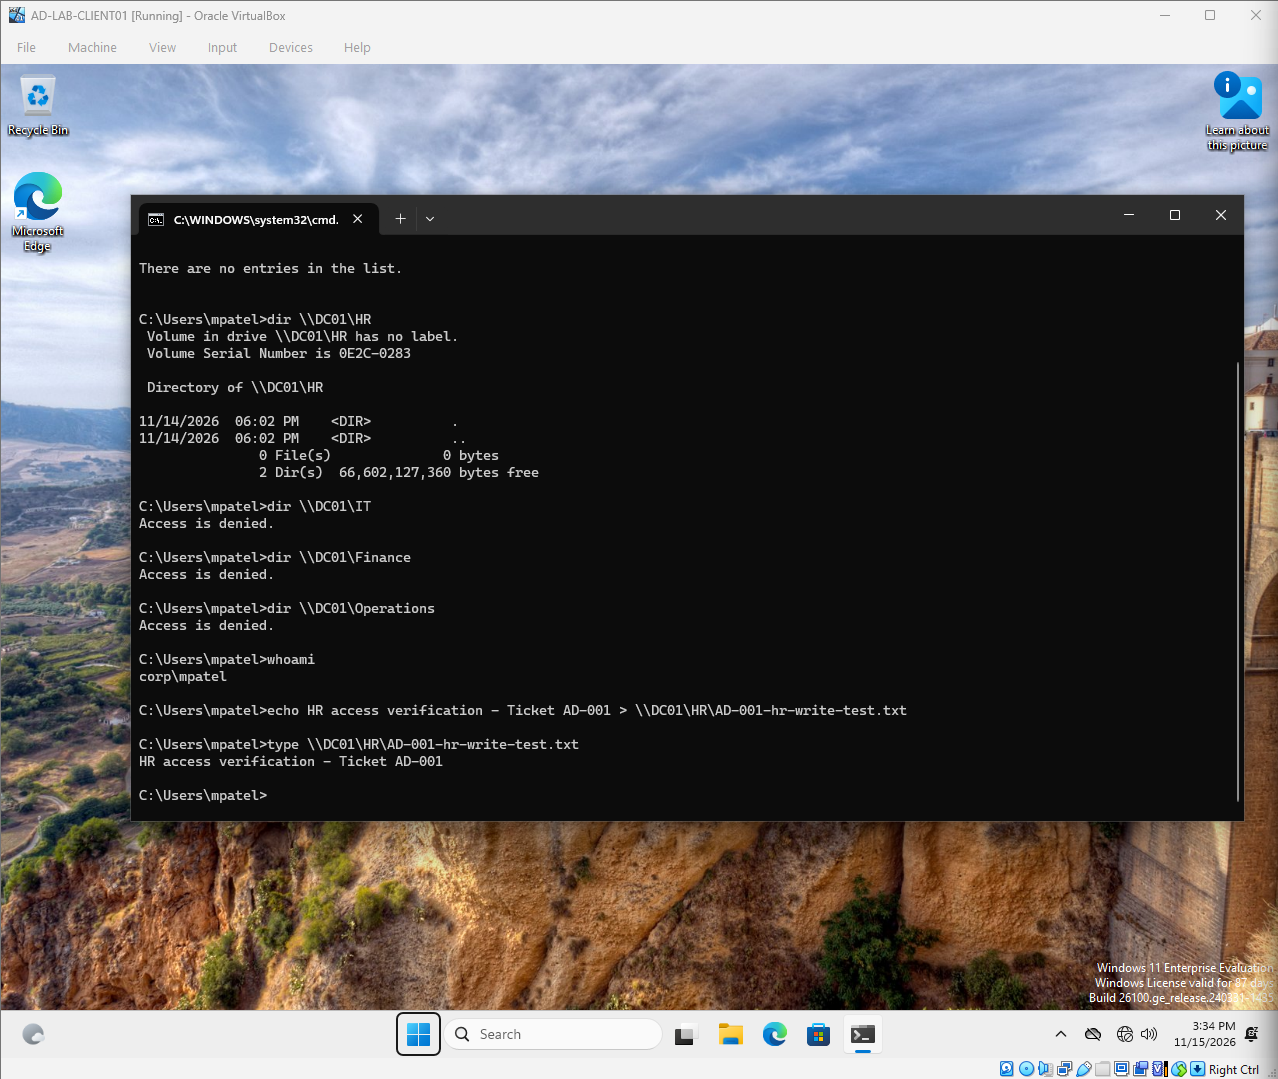 AD-LAB-CLIENT01 [Running] - Oracle VirtualBox
File Machine View Input Devices Help
Recycle Bin
Learn about
this picture
Microsoft
Edge
C:\WINDOWS\system32\cmd.
There are no entries in the list.
C:\Users\mpatel>dir \\DC01\HR
Volume in drive \\DC01\HR has no label.
Volume Serial Number is 0E2C-0283
Directory of \\DC01\HR
11/14/2026  06:02 PM    <DIR>          .
11/14/2026  06:02 PM    <DIR>          ..
0 File(s)              0 bytes
2 Dir(s)  66,602,127,360 bytes free
C:\Users\mpatel>dir \\DC01\IT
Access is denied.
C:\Users\mpatel>dir \\DC01\Finance
Access is denied.
C:\Users\mpatel>dir \\DC01\Operations
Access is denied.
C:\Users\mpatel>whoami
corp\mpatel
C:\Users\mpatel>echo HR access verification - Ticket AD-001 > \\DC01\HR\AD-001-hr-write-test.txt
C:\Users\mpatel>type \\DC01\HR\AD-001-hr-write-test.txt
HR access verification - Ticket AD-001
C:\Users\mpatel>
Windows 11 Enterprise Evaluation
Windows License valid for 87 days
Build 26100.ge_release.240331-1435
Search
3:34 PM
11/15/2026
Right Ctrl